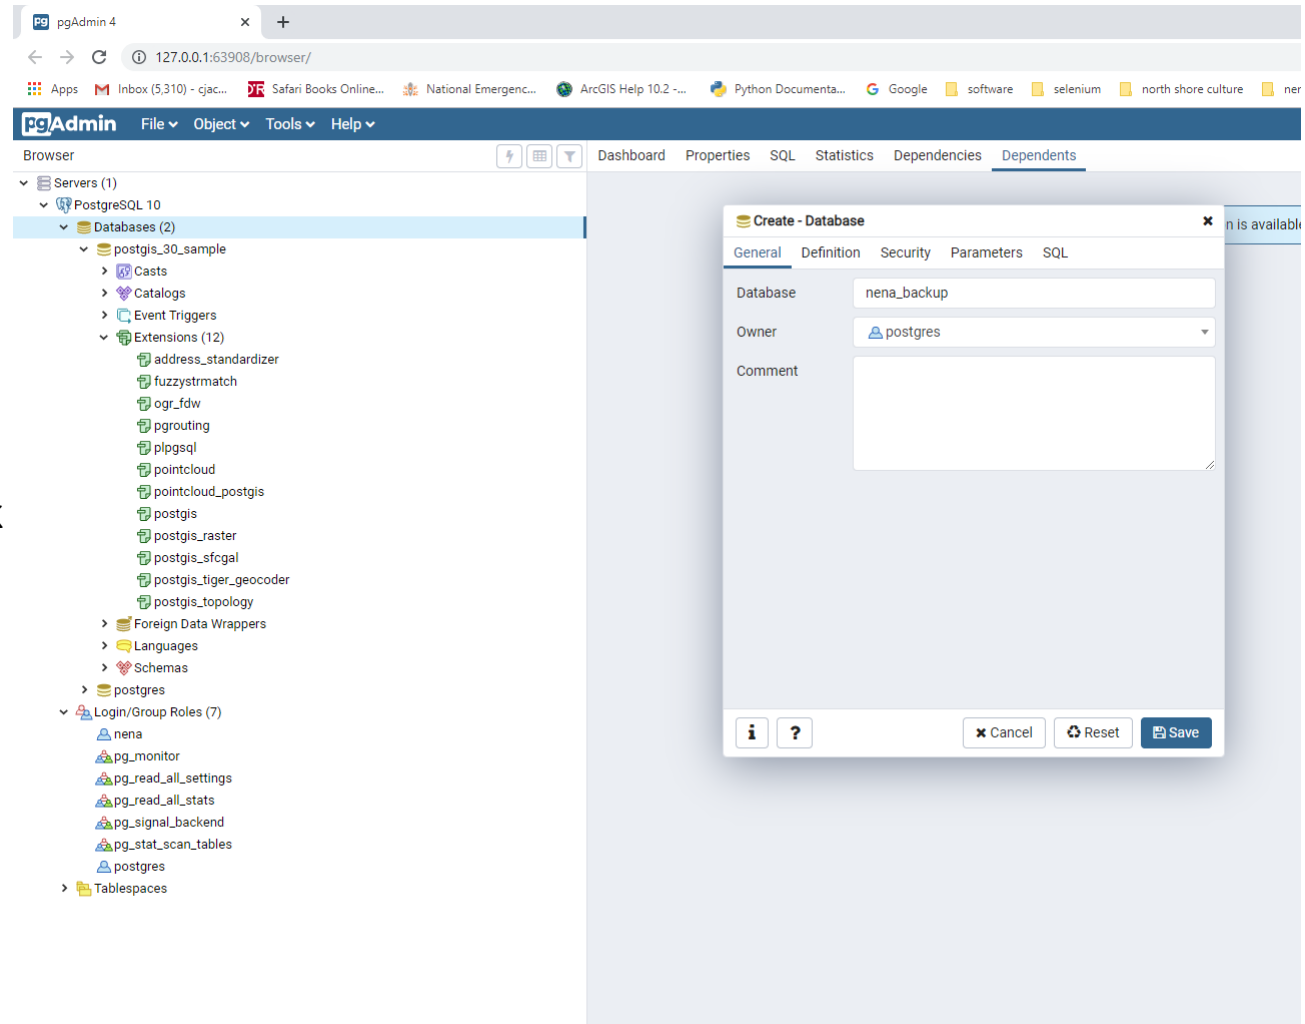 pgAdmin 4
127.0.0.1:63908/browser/
Apps Inbox (5,310) - cjac... Safari Books Online... National Emergenc... ArcGIS Help 10.2 -... Python Documenta... Google software selenium north shore culture ner
pgAdmin File Object Tools Help
Browser Dashboard Properties SQL Statistics Dependencies Dependents
Servers (1)
PostgreSQL 10
Databases (2)
postgis_30_sample
Casts
Catalogs
Event Triggers
Extensions (12)
address_standardizer
fuzzystrmatch
ogr_fdw
pgrouting
plpgsql
pointcloud
pointcloud_postgis
postgis
postgis_raster
postgis_sfcgal
postgis_tiger_geocoder
postgis_topology
Foreign Data Wrappers
Languages
Schemas
postgres
Login/Group Roles (7)
nena
pg_monitor
pg_read_all_settings
pg_read_all_stats
pg_signal_backend
pg_stat_scan_tables
postgres
Tablespaces
n is available
Create - Database
General Definition Security Parameters SQL
Database nena_backup
Owner postgres
Comment
i ? Cancel Reset Save